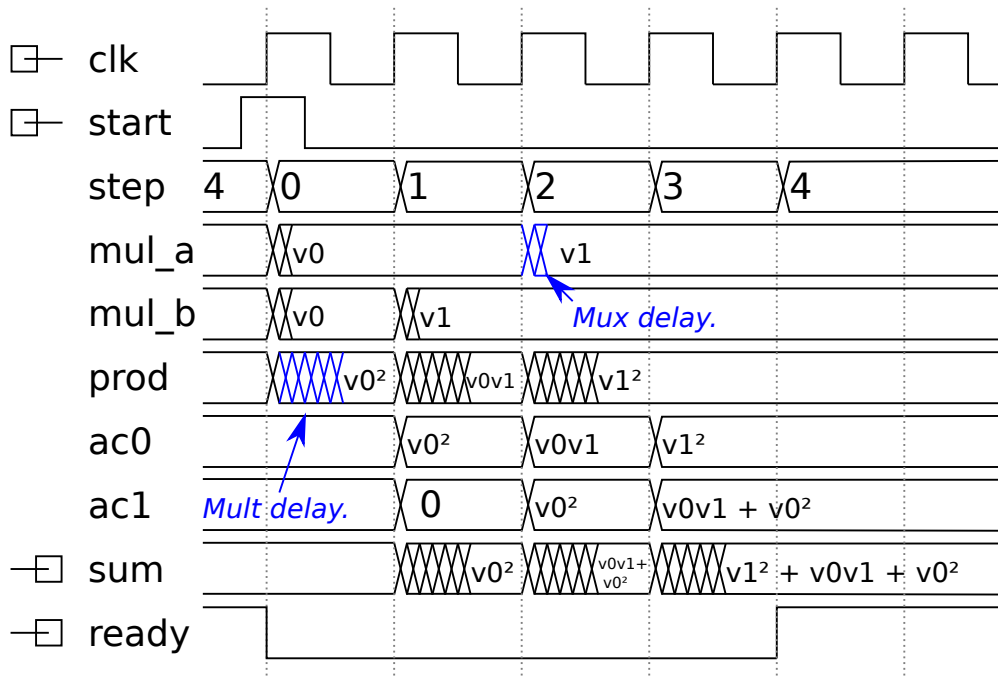 clk
start
step 4 0 1 2 3 4
mul_a v0 v1
mul_b v0 v1 Mux delay.
prod v0² v0v1 v1²
ac0 v0² v0v1 v1²
ac1 Mult delay. 0 v0² v0v1 + v0²
sum v0² v0v1+ v1² + v0v1 + v0²
v0²
ready